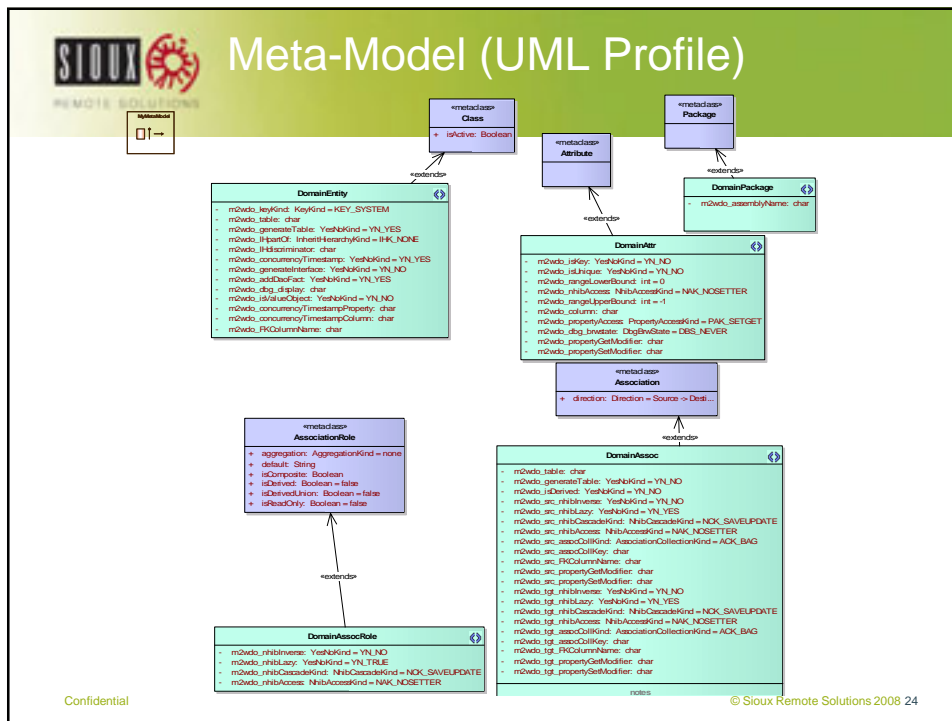 SIOUX
REMOTE SOLUTIONS
Meta-Model (UML Profile)
MyMetaModel
«metaclass»
Class
+ isActive: Boolean
«metaclass»
Package
«metaclass»
Attribute
«extends»
«extends»
«extends»
DomainEntity
- m2wdo_keyKind: KeyKind = KEY_SYSTEM
- m2wdo_table: char
- m2wdo_generateTable: YesNoKind = YN_YES
- m2wdo_IHpartOf: InheritHierarchyKind = IHK_NONE
- m2wdo_IHdiscriminator: char
- m2wdo_concurrencyTimestamp: YesNoKind = YN_YES
- m2wdo_generateInterface: YesNoKind = YN_NO
- m2wdo_addDaoFact: YesNoKind = YN_YES
- m2wdo_dbg_display: char
- m2wdo_isValueObject: YesNoKind = YN_NO
- m2wdo_concurrencyTimestampProperty: char
- m2wdo_concurrencyTimestampColumn: char
- m2wdo_FKColumnName: char
DomainPackage
- m2wdo_assemblyName: char
DomainAttr
- m2wdo_isKey: YesNoKind = YN_NO
- m2wdo_isUnique: YesNoKind = YN_NO
- m2wdo_rangeLowerBound: int = 0
- m2wdo_nhibAccess: NhibAccessKind = NAK_NOSETTER
- m2wdo_rangeUpperBound: int = -1
- m2wdo_column: char
- m2wdo_propertyAccess: PropertyAccessKind = PAK_SETGET
- m2wdo_dbg_brwstate: DbgBrwState = DBS_NEVER
- m2wdo_propertyGetModifier: char
- m2wdo_propertySetModifier: char
«metaclass»
Association
+ direction: Direction = Source -> Desti...
«extends»
«metaclass»
AssociationRole
+ aggregation: AggregationKind = none
+ default: String
+ isComposite: Boolean
+ isDerived: Boolean = false
+ isDerivedUnion: Boolean = false
+ isReadOnly: Boolean = false
«extends»
DomainAssoc
- m2wdo_table: char
- m2wdo_generateTable: YesNoKind = YN_NO
- m2wdo_isDerived: YesNoKind = YN_NO
- m2wdo_src_nhibInverse: YesNoKind = YN_NO
- m2wdo_src_nhibLazy: YesNoKind = YN_YES
- m2wdo_src_nhibCascadeKind: NhibCascadeKind = NCK_SAVEUPDATE
- m2wdo_src_nhibAccess: NhibAccessKind = NAK_NOSETTER
- m2wdo_src_assocCollKind: AssociationCollectionKind = ACK_BAG
- m2wdo_src_assocCollKey: char
- m2wdo_src_FKColumnName: char
- m2wdo_src_propertyGetModifier: char
- m2wdo_src_propertySetModifier: char
- m2wdo_tgt_nhibInverse: YesNoKind = YN_NO
- m2wdo_tgt_nhibLazy: YesNoKind = YN_YES
- m2wdo_tgt_nhibCascadeKind: NhibCascadeKind = NCK_SAVEUPDATE
- m2wdo_tgt_nhibAccess: NhibAccessKind = NAK_NOSETTER
- m2wdo_tgt_assocCollKind: AssociationCollectionKind = ACK_BAG
- m2wdo_tgt_assocCollKey: char
- m2wdo_tgt_FKColumnName: char
- m2wdo_tgt_propertyGetModifier: char
- m2wdo_tgt_propertySetModifier: char
notes
DomainAssocRole
- m2wdo_nhibInverse: YesNoKind = YN_NO
- m2wdo_nhibLazy: YesNoKind = YN_TRUE
- m2wdo_nhibCascadeKind: NhibCascadeKind = NCK_SAVEUPDATE
- m2wdo_nhibAccess: NhibAccessKind = NAK_NOSETTER
Confidential
© Sioux Remote Solutions 2008 24